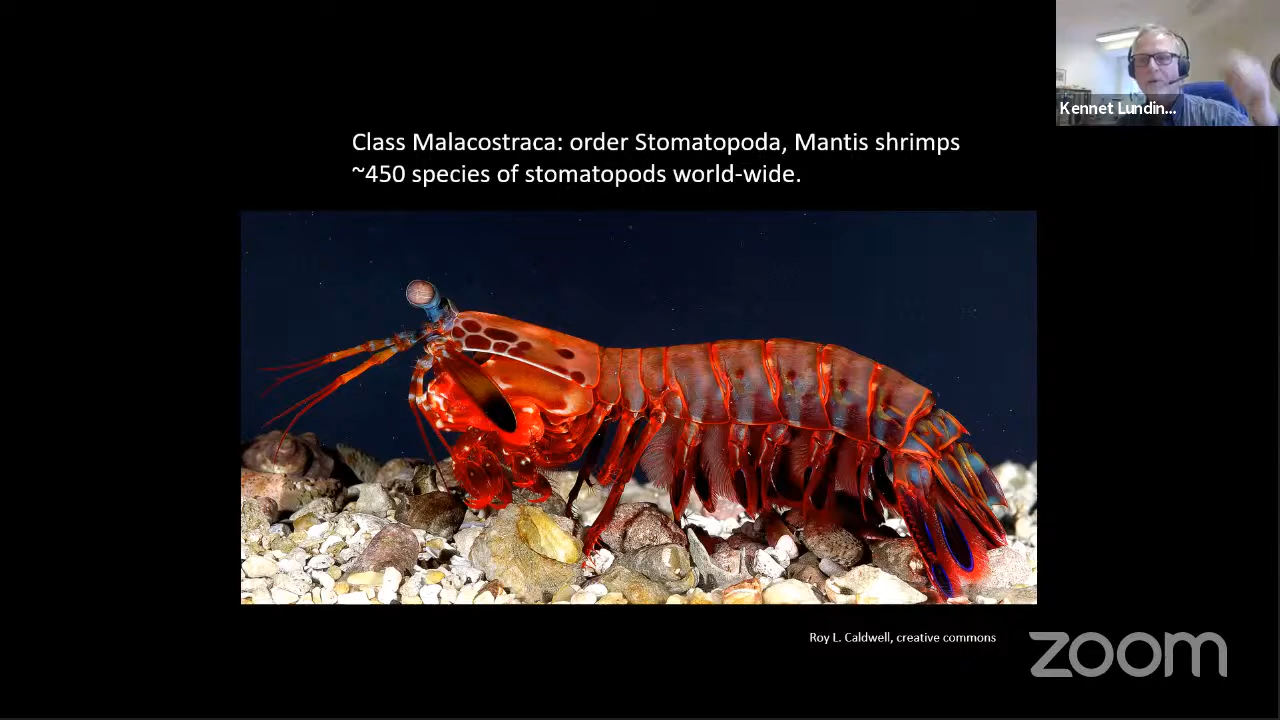 Kennet Lundin...
Class Malacostraca: order Stomatopoda, Mantis shrimps
~450 species of stomatopods world-wide.
Roy L. Caldwell, creative commons
zoom